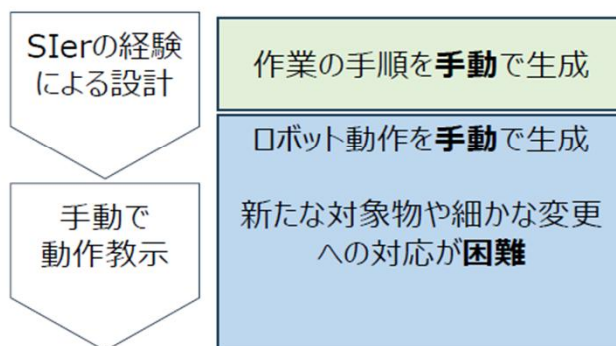 SIerの経験
による設計
作業の手順を手動で生成
ロボット動作を手動で生成
手動で
動作教示
新たな対象物や細かな変更
への対応が困難